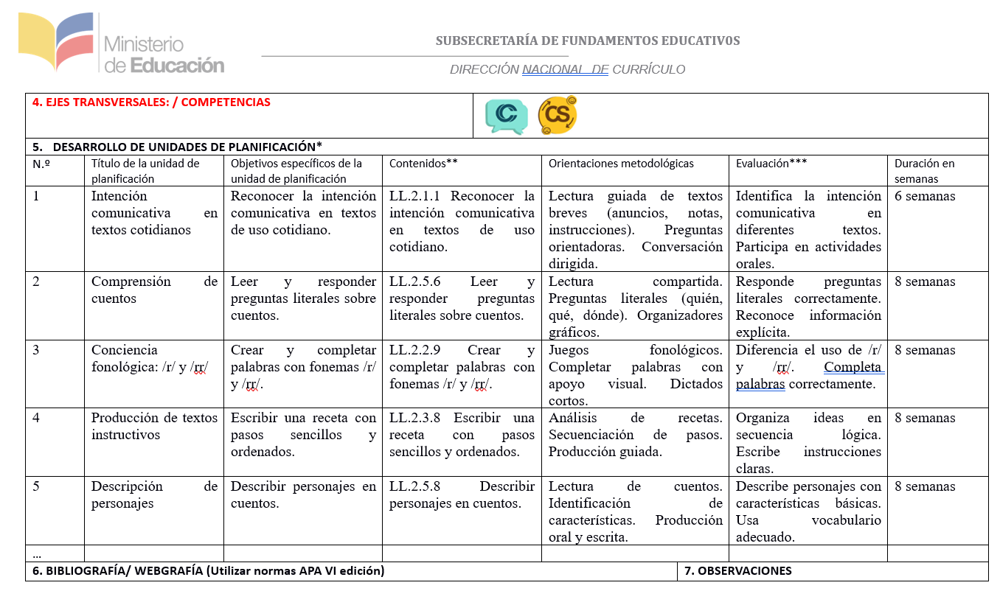 Ministerio
de Educación
SUBSECRETARÍA DE FUNDAMENTOS EDUCATIV0S
DIRECCIÓN NACIONAL DE CURRÍCULO
4. EJES TRANSVERSALES: / COMPETENCIAS
C
CS
5. DESARROLLO DE UNIDADES DE PLANIFICACIÓN*
N.º
Título de la unidad de
planificación
Objetivos específicos de la
unidad de planificación
Contenidos**
Orientaciones metodológicas
Evaluación***
Duración en
semanas
1
Intención
comunicativa en
textos cotidianos
Reconocer la intención
comunicativa en textos
de uso cotidiano.
LL.2.1.1 Reconocer la
intención comunicativa
en textos de uso
cotidiano.
Lectura guiada de textos
breves (anuncios, notas,
instrucciones). Preguntas
orientadoras. Conversación
dirigida.
Identifica la intención
comunicativa en
diferentes textos.
Participa en actividades
orales.
6 semanas
2
Comprensión de
cuentos
Leer y responder
preguntas literales sobre
cuentos.
LL.2.5.6 Leer y
responder preguntas
literales sobre cuentos.
Lectura compartida.
Preguntas literales (quién,
qué, dónde). Organizadores
gráficos.
Responde preguntas
literales correctamente.
Reconoce información
explícita.
8 semanas
3
Conciencia
fonológica: /r/ y /rr/
Crear y completar
palabras con fonemas /r/
y /rr/.
LL.2.2.9 Crear y
completar palabras con
fonemas /r/ y /rr/.
Juegos fonológicos.
Completar palabras con
apoyo visual. Dictados
cortos.
Diferencia el uso de /r/
y /rr/. Completa
palabras correctamente.
8 semanas
4
Producción de textos
instructivos
Escribir una receta con
pasos sencillos y
ordenados.
LL.2.3.8 Escribir una
receta con pasos
sencillos y ordenados.
Análisis de recetas.
Secuenciación de pasos.
Producción guiada.
Organiza ideas en
secuencia lógica.
Escribe instrucciones
claras.
8 semanas
5
Descripción de
personajes
Describir personajes en
cuentos.
LL.2.5.8 Describir
personajes en cuentos.
Lectura de cuentos.
Identificación de
características. Producción
oral y escrita.
Describe personajes con
características básicas.
Usa vocabulario
adecuado.
8 semanas
...
6. BIBLIOGRAFÍA/ WEBGRAFÍA (Utilizar normas APA VI edición)
7. OBSERVACIONES